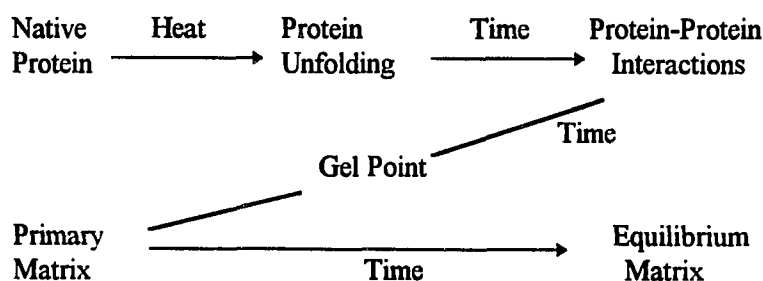 Native Heat Protein Time Protein-Protein
Protein Unfolding Interactions
Time
Gel Point
Primary Equilibrium
Matrix Time Matrix